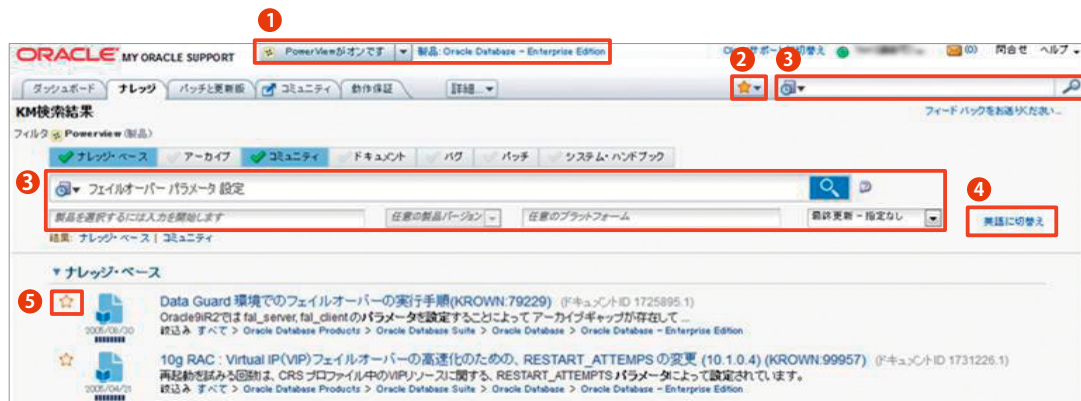 1
ORACLE MY ORACLE SUPPORT
PowerViewがオンです 製品: Oracle Database - Enterprise Edition
(0) 問合せ ヘルプ
2 3
ダッシュボード ナレッジ パッチと更新版 コミュニティ 動作保証 詳細...
KM検索結果
フィードバックをお送りください...
フィルタ Powerview (製品)
ナレッジ・ベース アーカイブ コミュニティ ドキュメント バグ パッチ システム・ハンドブック
3
フェイルオーバー パラメータ 設定
4
製品を選択するには入力を開始します 任意の製品バージョン 任意のプラットフォーム 最終更新 - 指定なし 英語に切替え
結果: ナレッジ・ベース | コミュニティ
ナレッジ・ベース
5
Data Guard 環境でのフェイルオーバーの実行手順(KROWN:79229) (ドキュメントID 1725895.1)
Oracle9iR2では fal_server, fal_client のパラメータを設定することによって アーカイブギャップが存在して ...
2005/08/30 絞込み すべて > Oracle Database Products > Oracle Database Suite > Oracle Database > Oracle Database - Enterprise Edition
10g RAC : Virtual IP(VIP)フェイルオーバーの高速化のための、RESTART_ATTEMPS の変更 (10.1.0.4) (KROWN:99957) (ドキュメントID 1731226.1)
再起動を試みる回数は、CRS プロファイル中のVIPリソースに関する、RESTART_ATTEMPTS パラメータによって設定されています。
2005/04/21 絞込み すべて > Oracle Database Products > Oracle Database Suite > Oracle Database > Oracle Database - Enterprise Edition